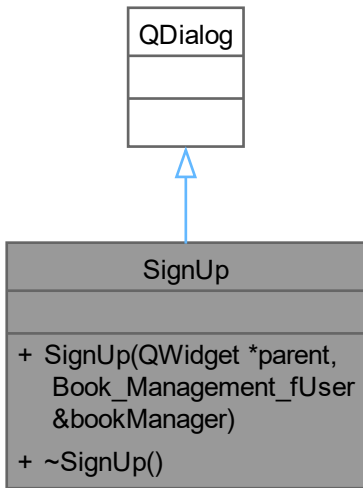 QDialog
SignUp
+ SignUp(QWidget *parent,
Book_Management_fUser
&bookManager)
+ ~SignUp()